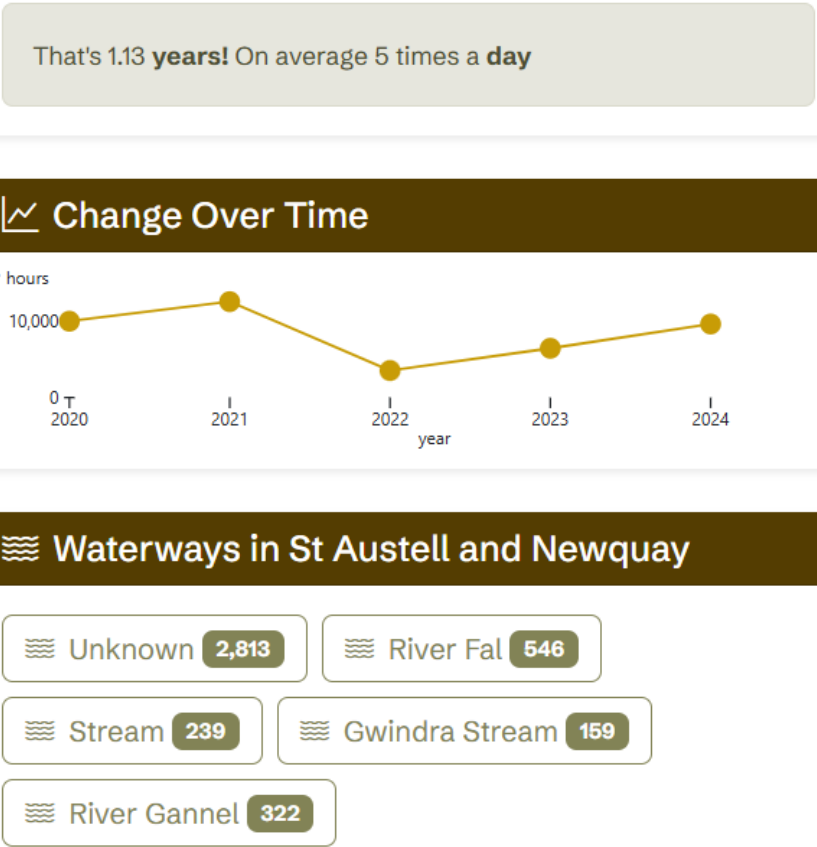 That's 1.13 years! On average 5 times a day
Change Over Time
hours
10,000
0
2020 2021 2022 2023 2024
year
Waterways in St Austell and Newquay
Unknown 2,813 River Fal 546
Stream 239 Gwindra Stream 159
River Gannel 322